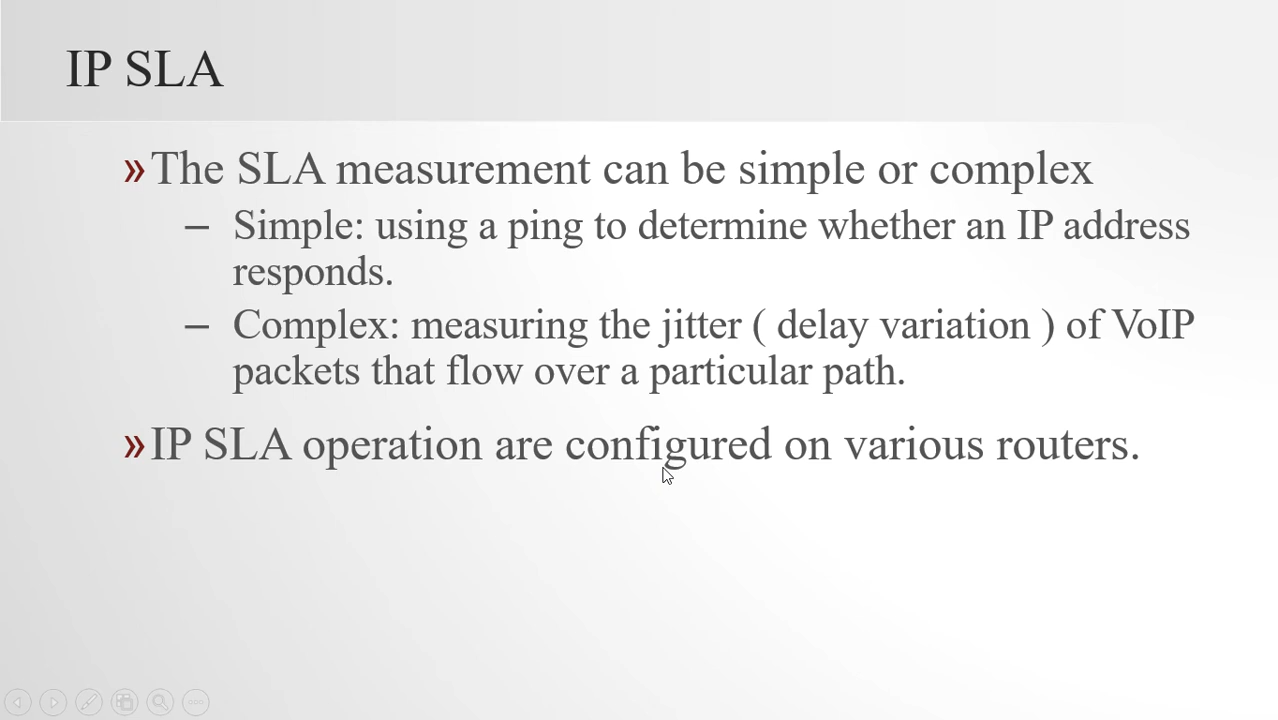 IP SLA
» The SLA measurement can be simple or complex
– Simple: using a ping to determine whether an IP address
responds.
– Complex: measuring the jitter ( delay variation ) of VoIP
packets that flow over a particular path.
» IP SLA operation are configured on various routers.